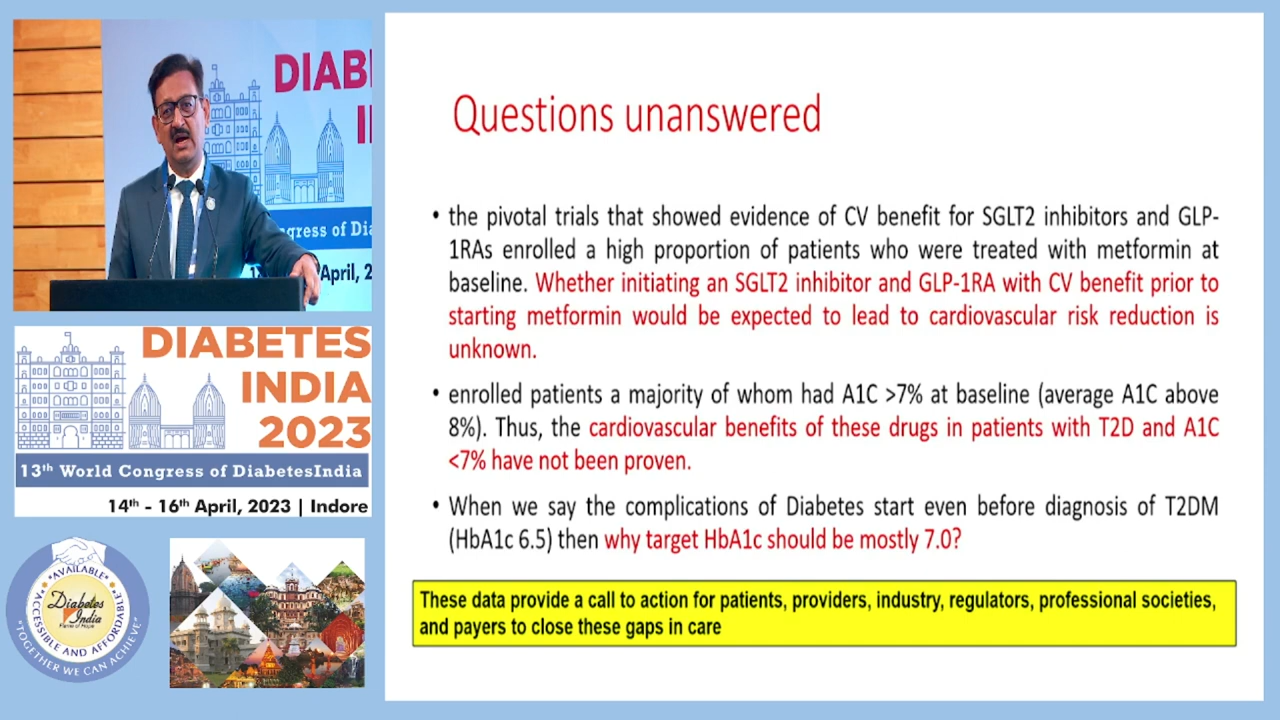 DIAB
I
ngress of Dia
April, 2
DIABETES
INDIA
2023
13th World Congress of DiabetesIndia
14th - 16th April, 2023 | Indore
"AVAILABLE"
"ACCESSIBLE AND AFFORDABLE"
Diabetes
India
Flame of Hope
"TOGETHER WE CAN ACHIEVE"
Questions unanswered
• the pivotal trials that showed evidence of CV benefit for SGLT2 inhibitors and GLP-
1RAs enrolled a high proportion of patients who were treated with metformin at
baseline. Whether initiating an SGLT2 inhibitor and GLP-1RA with CV benefit prior to
starting metformin would be expected to lead to cardiovascular risk reduction is
unknown.
• enrolled patients a majority of whom had A1C >7% at baseline (average A1C above
8%). Thus, the cardiovascular benefits of these drugs in patients with T2D and A1C
<7% have not been proven.
• When we say the complications of Diabetes start even before diagnosis of T2DM
(HbA1c 6.5) then why target HbA1c should be mostly 7.0?
These data provide a call to action for patients, providers, industry, regulators, professional societies,
and payers to close these gaps in care